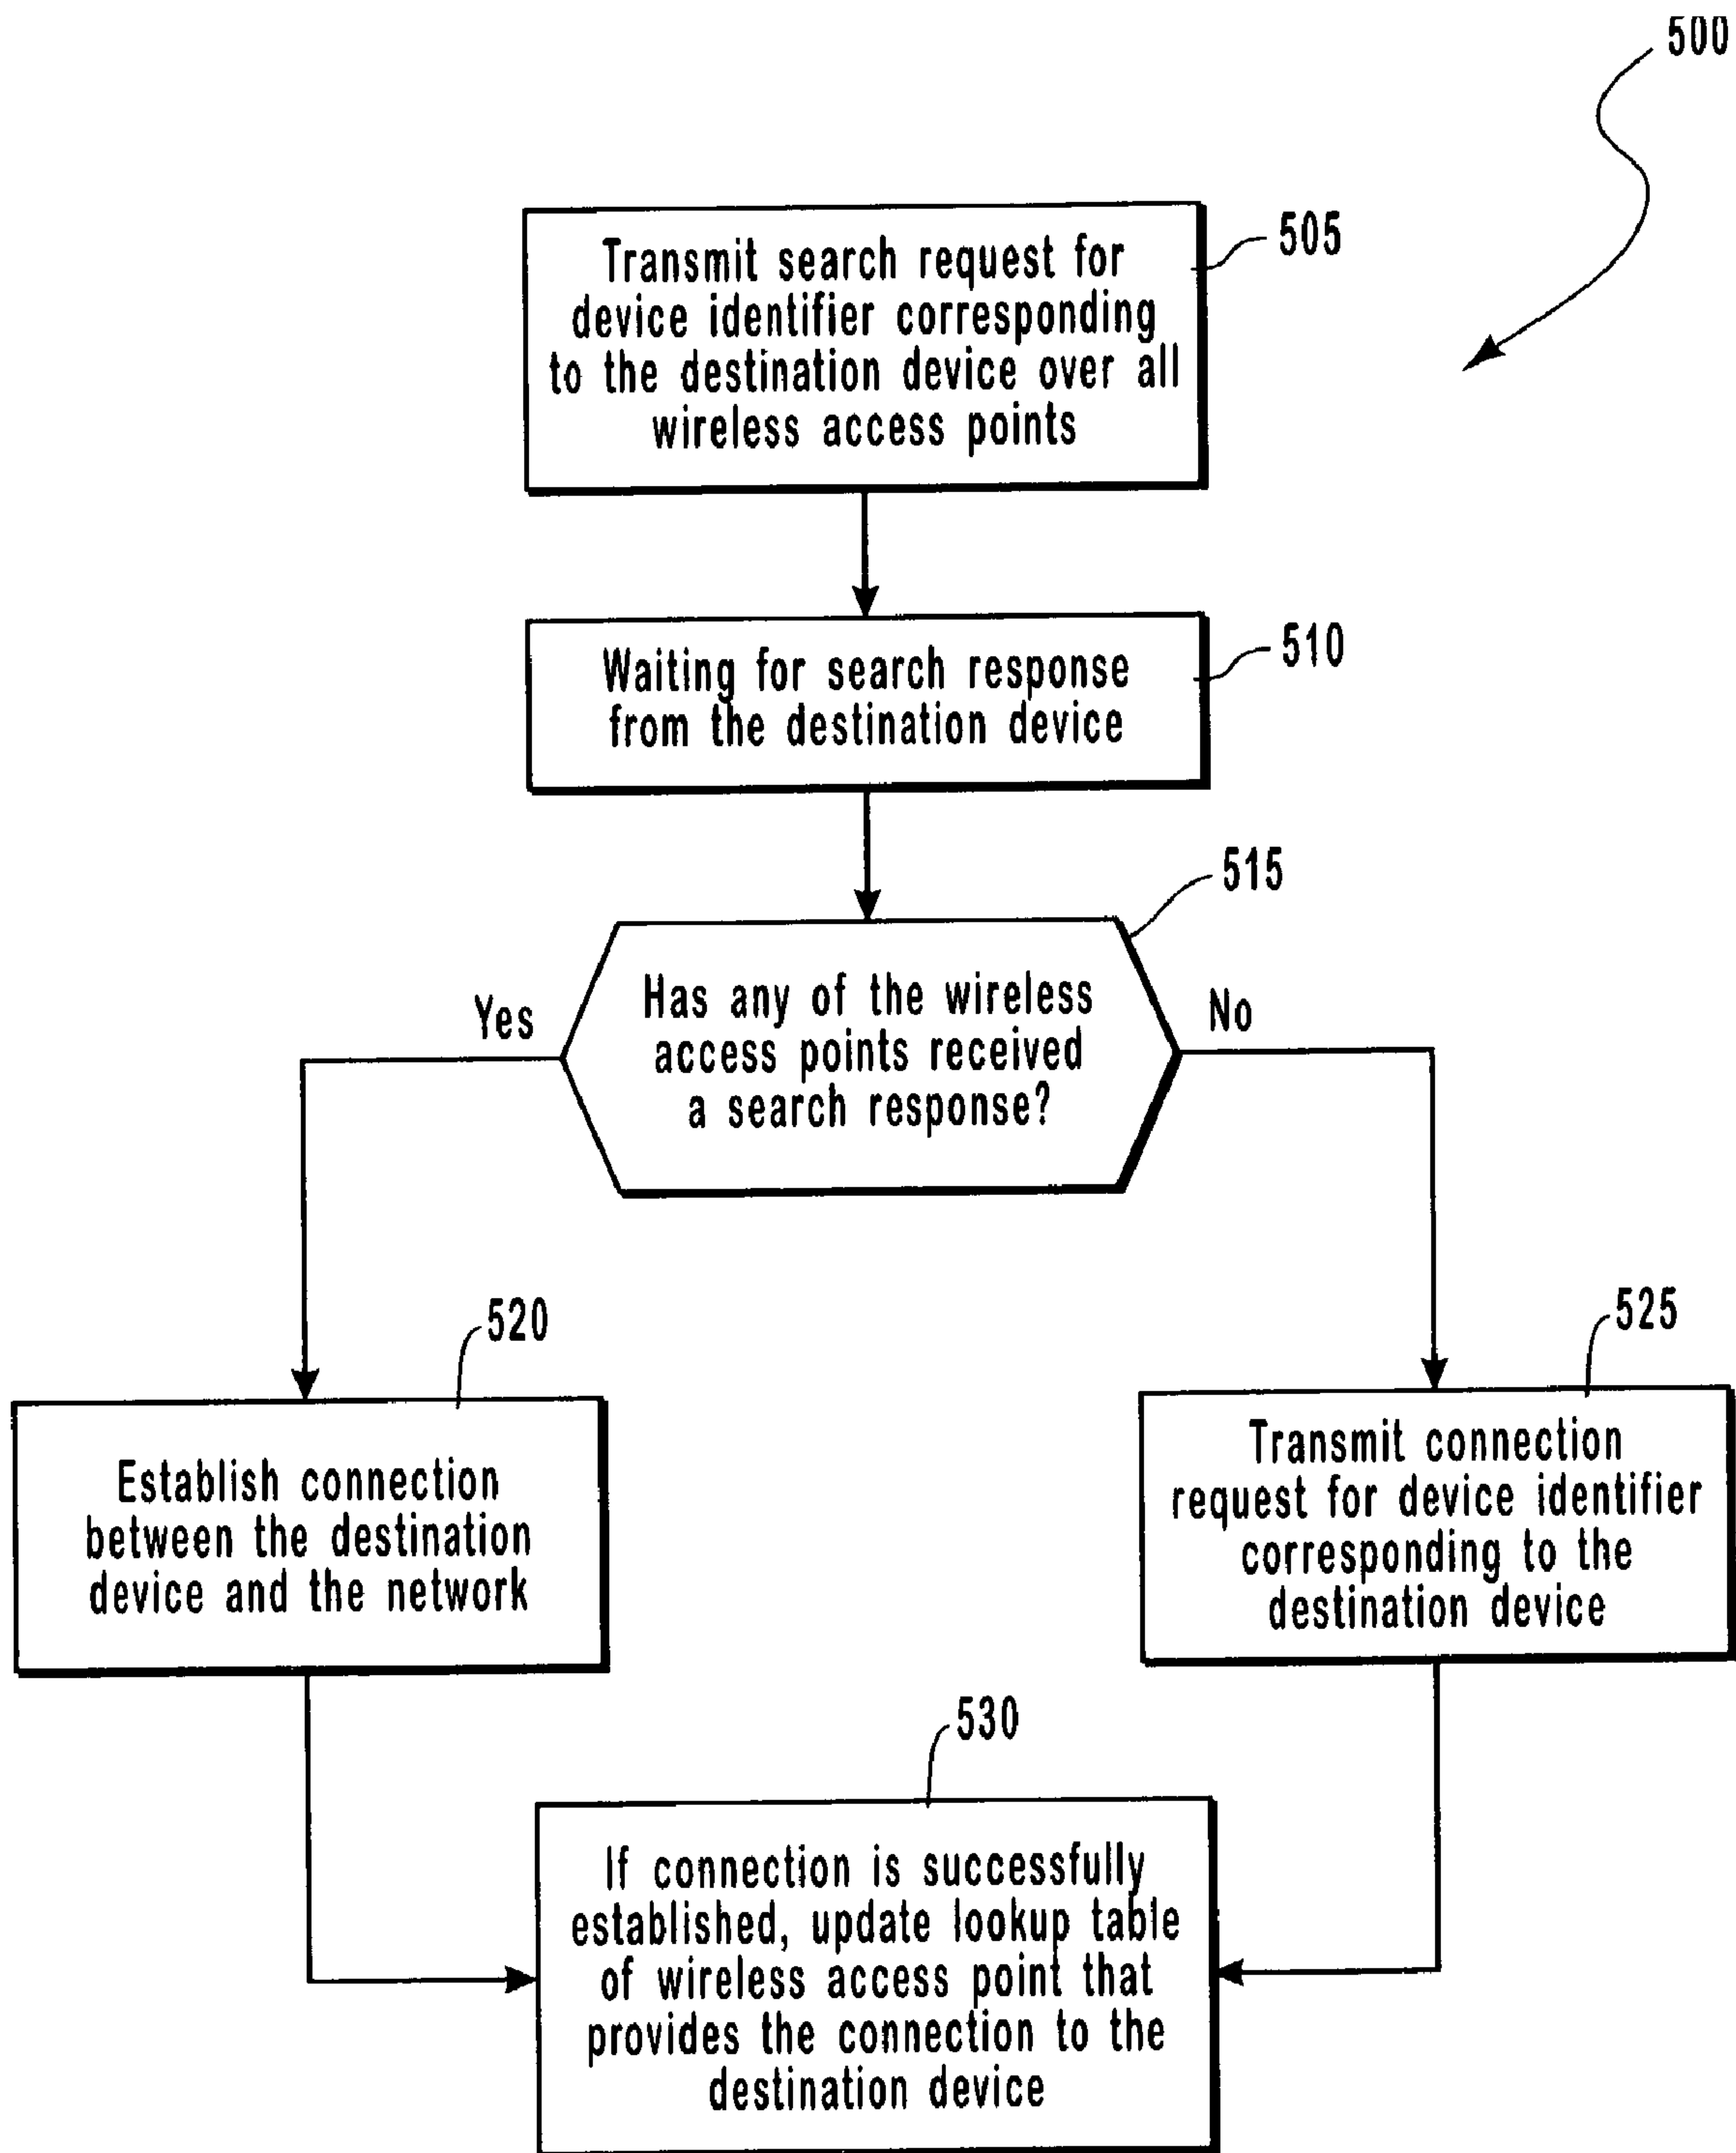 500
Transmit search request for
device identifier corresponding
to the destination device over all
wireless access points
505
Waiting for search response
from the destination device
510
515
Has any of the wireless
access points received
a search response?
Yes
No
520
Establish connection
between the destination
device and the network
525
Transmit connection
request for device identifier
corresponding to the
destination device
530
If connection is successfully
established, update lookup table
of wireless access point that
provides the connection to the
destination device